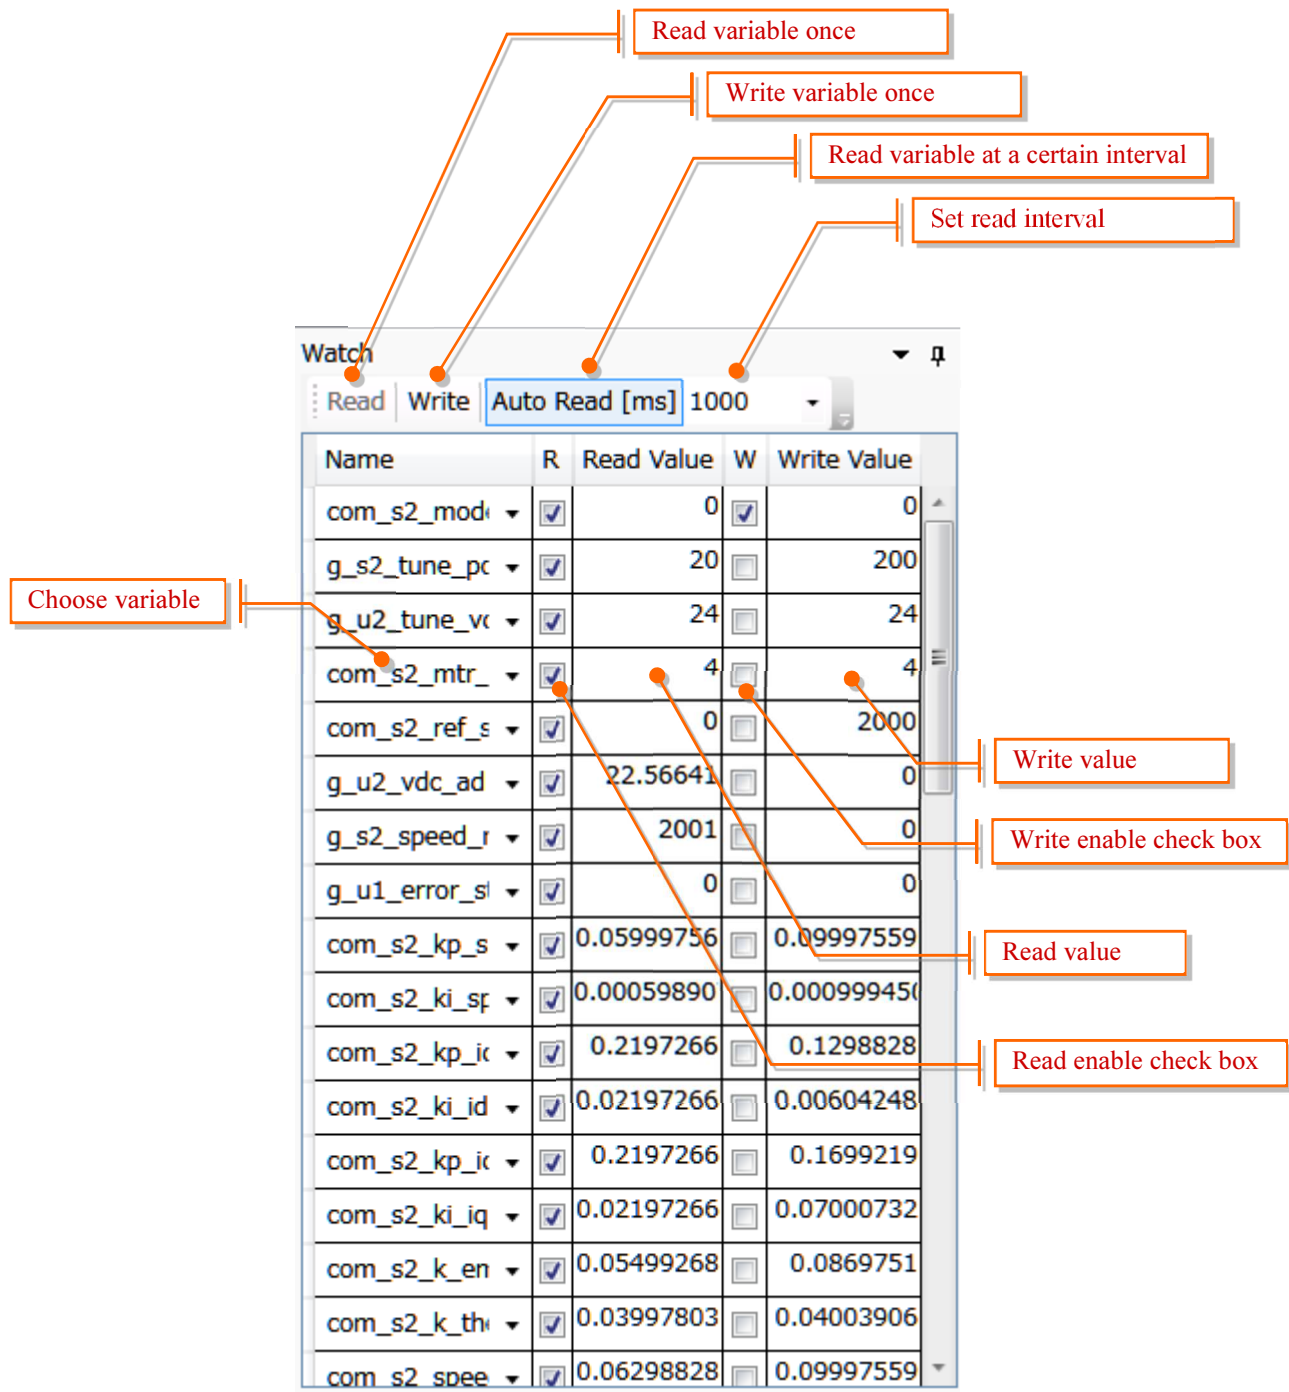 Read variable once
Write variable once
Read variable at a certain interval
Set read interval
Watch
Read Write Auto Read [ms] 1000
Name R Read Value W Write Value
com_s2_mod 0 0
g_s2_tune_p 20 200
g_u2_tune_v 24 24
Choose variable
com_s2_mtr_ 4 4
com_s2_ref_s 0 2000
Write value
g_u2_vdc_ad 22.56641 0
g_s2_speed_r 2001 0
Write enable check box
g_u1_error_s 0 0
com_s2_kp_s 0.05999756 0.09997559
Read value
com_s2_ki_sp 0.00059890 0.00099945
com_s2_kp_i 0.2197266 0.1298828
Read enable check box
com_s2_ki_id 0.02197266 0.00604248
com_s2_kp_i 0.2197266 0.1699219
com_s2_ki_iq 0.02197266 0.07000732
com_s2_k_en 0.05499268 0.0869751
com_s2_k_th 0.03997803 0.04003906
com_s2_spee 0.06298828 0.09997559